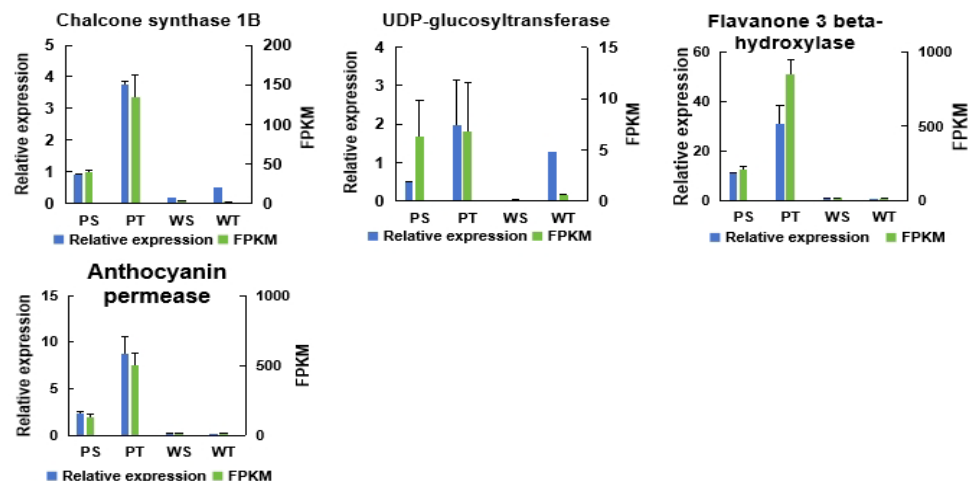 Chalcone synthase 1B
5
4
3
2
1
0
Relative expression
200
150
100
50
0
FPKM
PS PT WS WT
Relative expression FPKM
UDP-glucosyltransferase
4
3
2
1
0
Relative expression
15
10
5
0
FPKM
PS PT WS WT
Relative expression FPKM
Flavanone 3 beta-
hydroxylase
60
40
20
0
Relative expression
1000
500
0
FPKM
PS PT WS WT
Relative expression FPKM
Anthocyanin
permease
15
10
5
0
Relative expression
1000
500
0
FPKM
PS PT WS WT
Relative expression FPKM